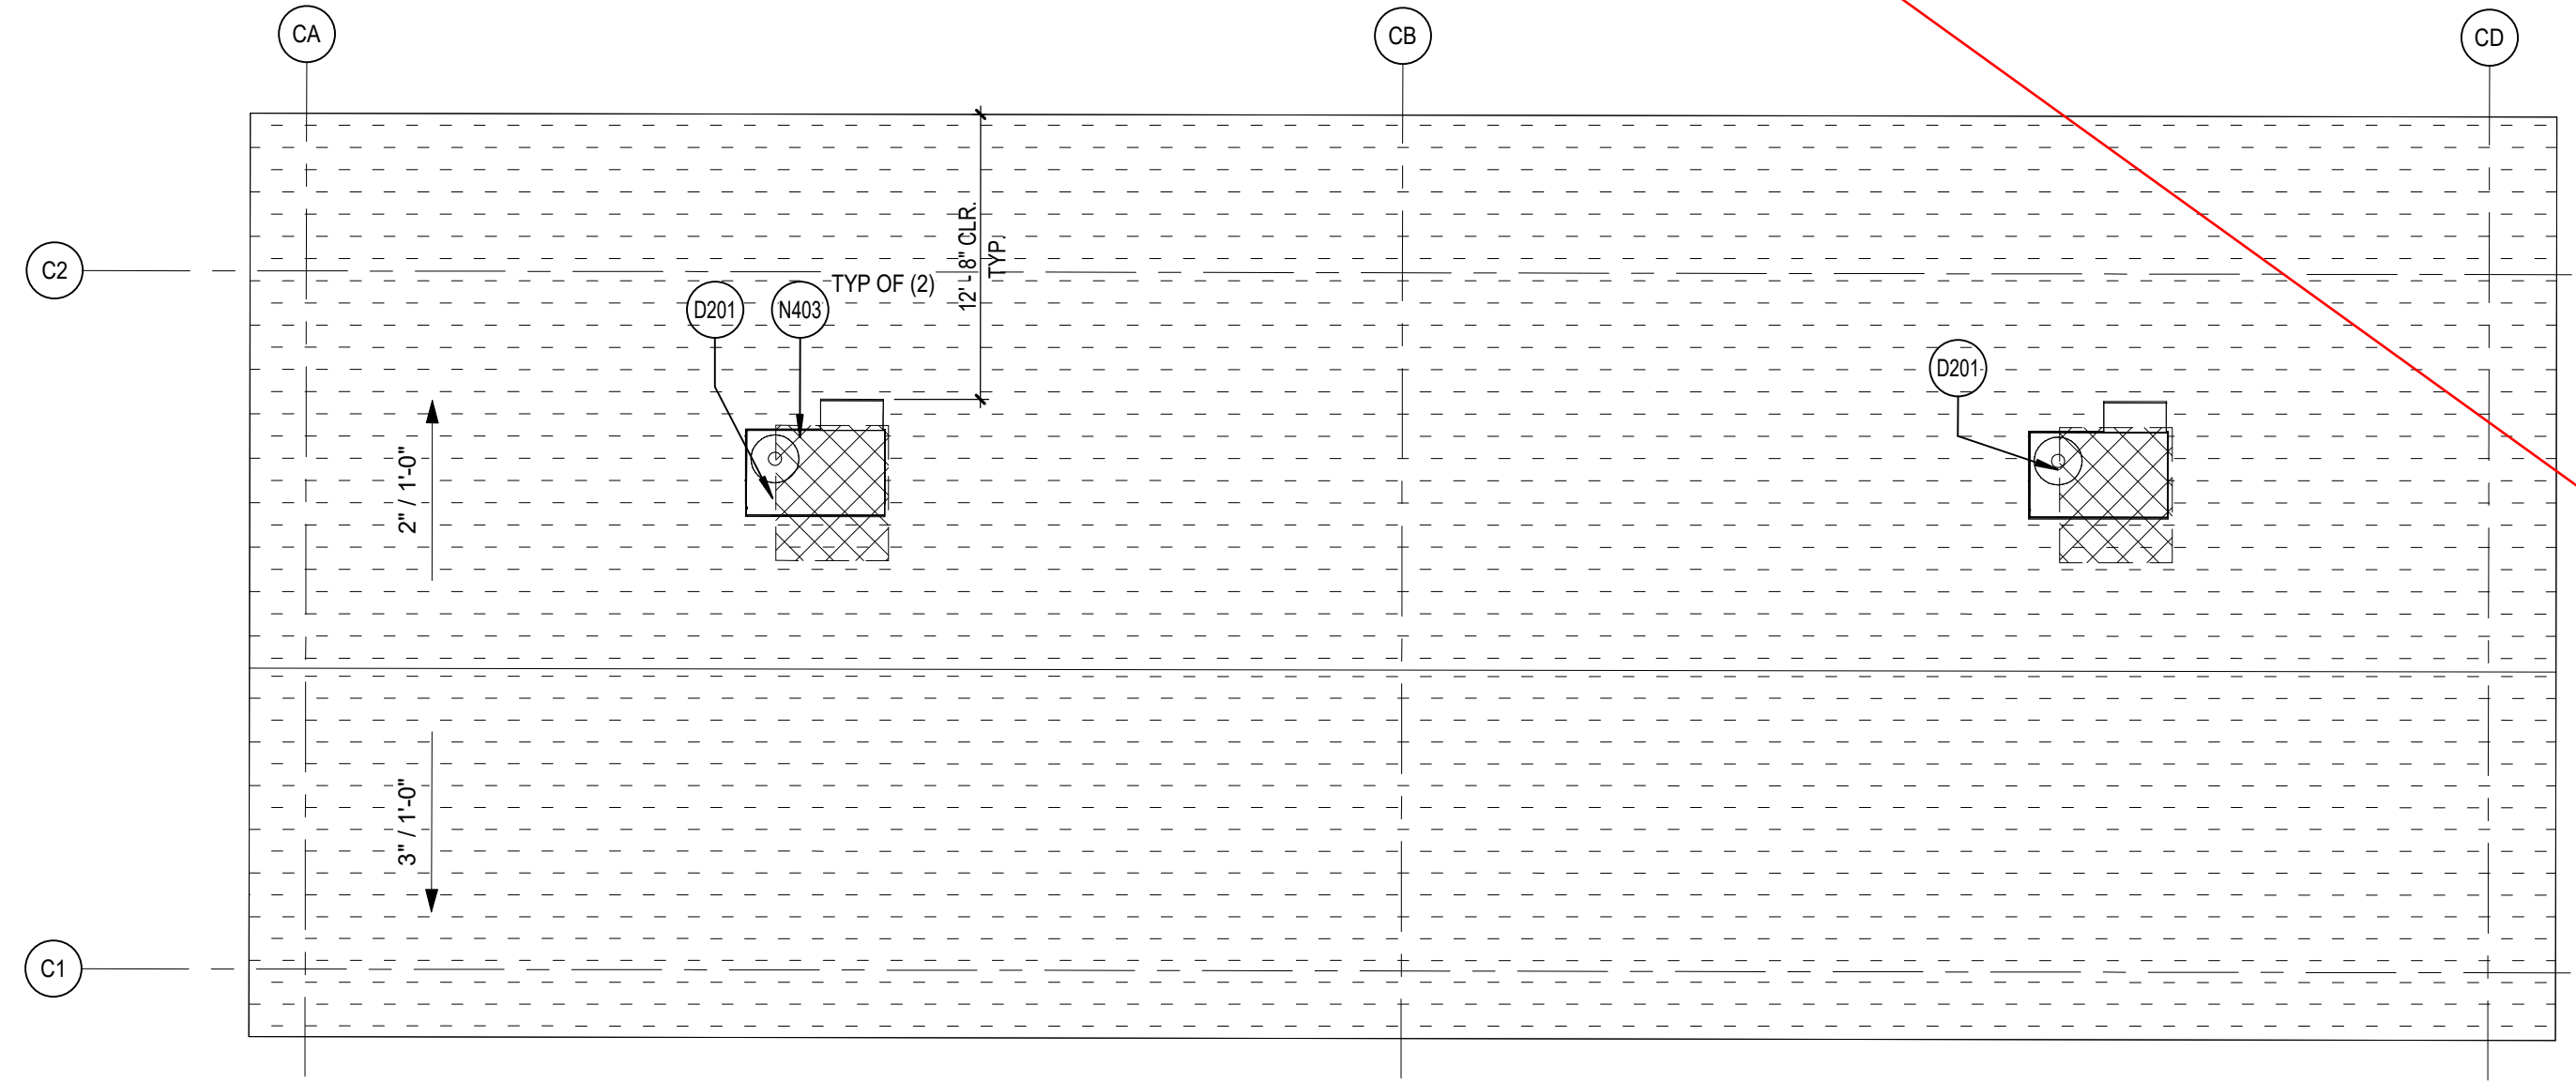 CA
CB
CD
C2
12' - 8" CLR.
TYP.
TYP OF (2)
D201
N403
D201
2" / 1'-0"
3" / 1'-0"
C1